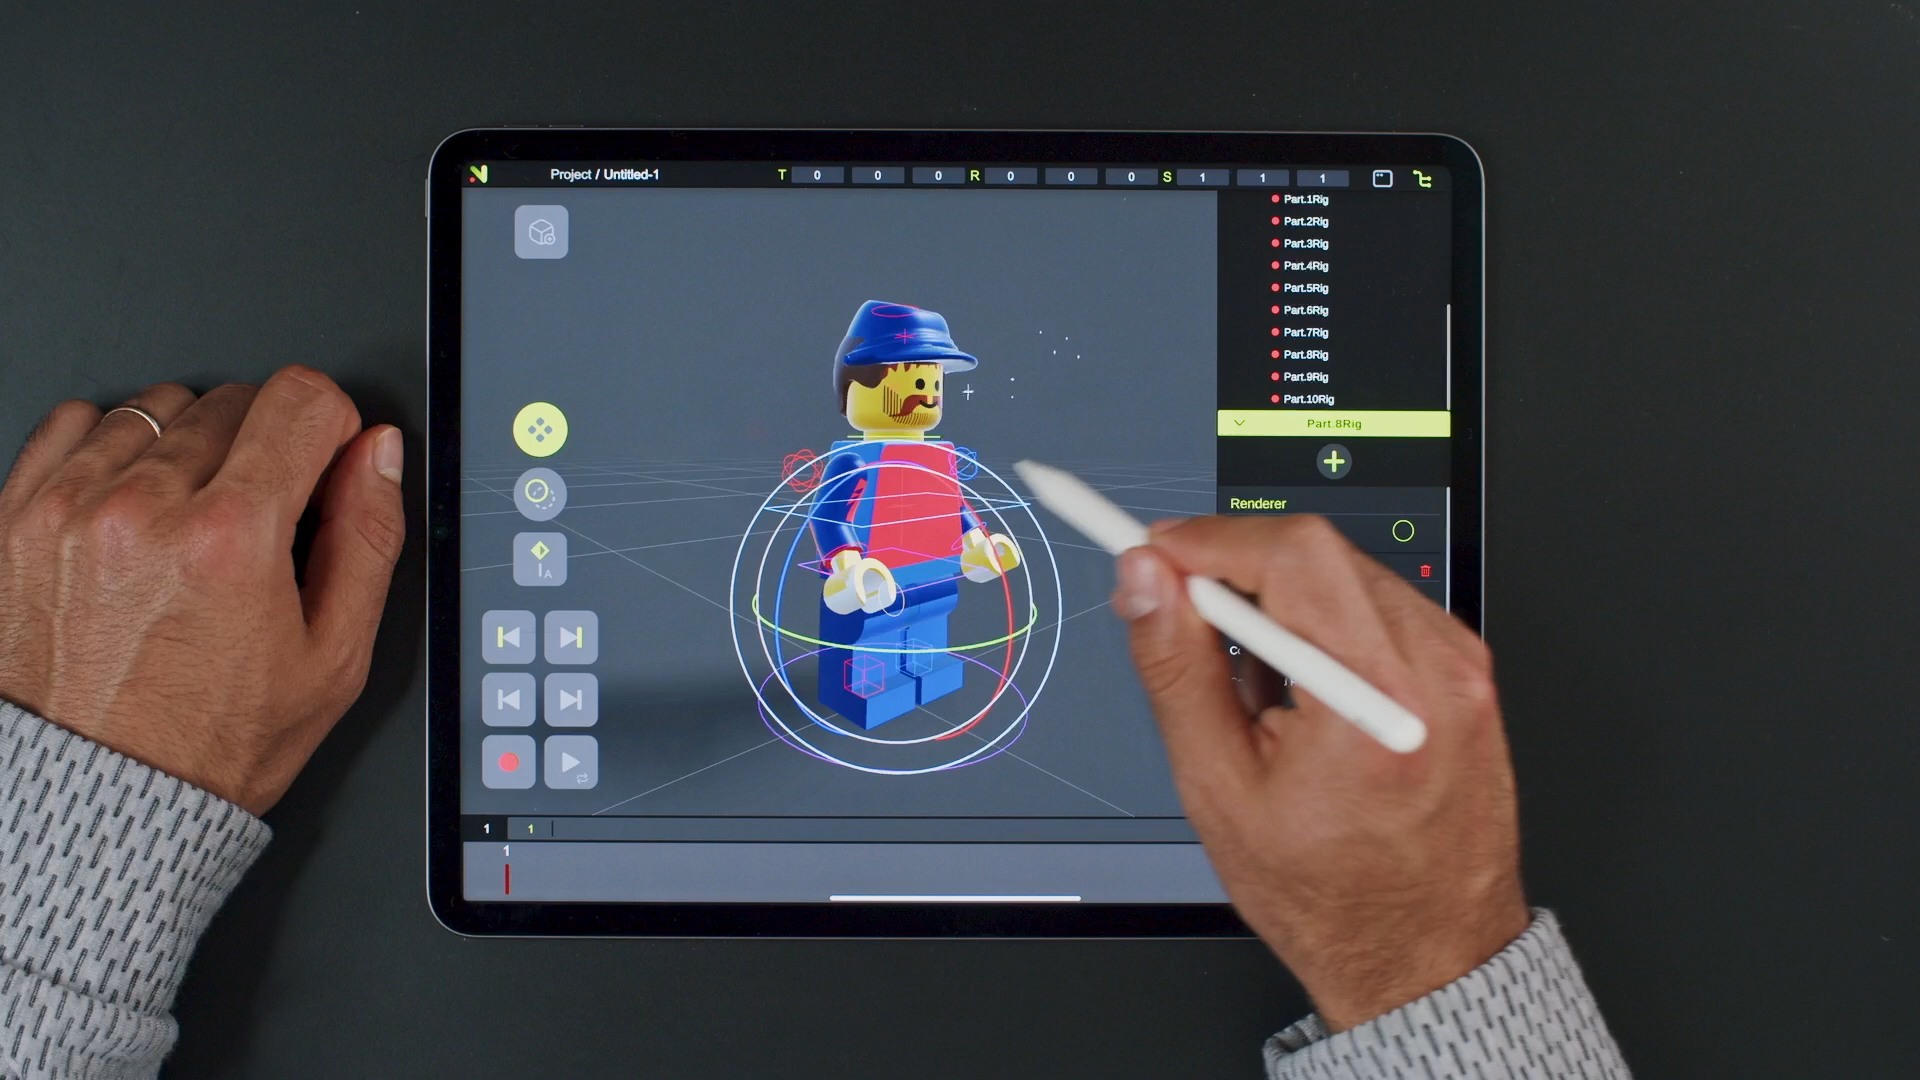 Project / Untitled-1
T 0 0 0 R 0 0 0 S 1 1 1
Part.1Rig
Part.2Rig
Part.3Rig
Part.4Rig
Part.5Rig
Part.6Rig
Part.7Rig
Part.8Rig
Part.9Rig
Part.10Rig
Part.8Rig
Renderer
A
1 1
1